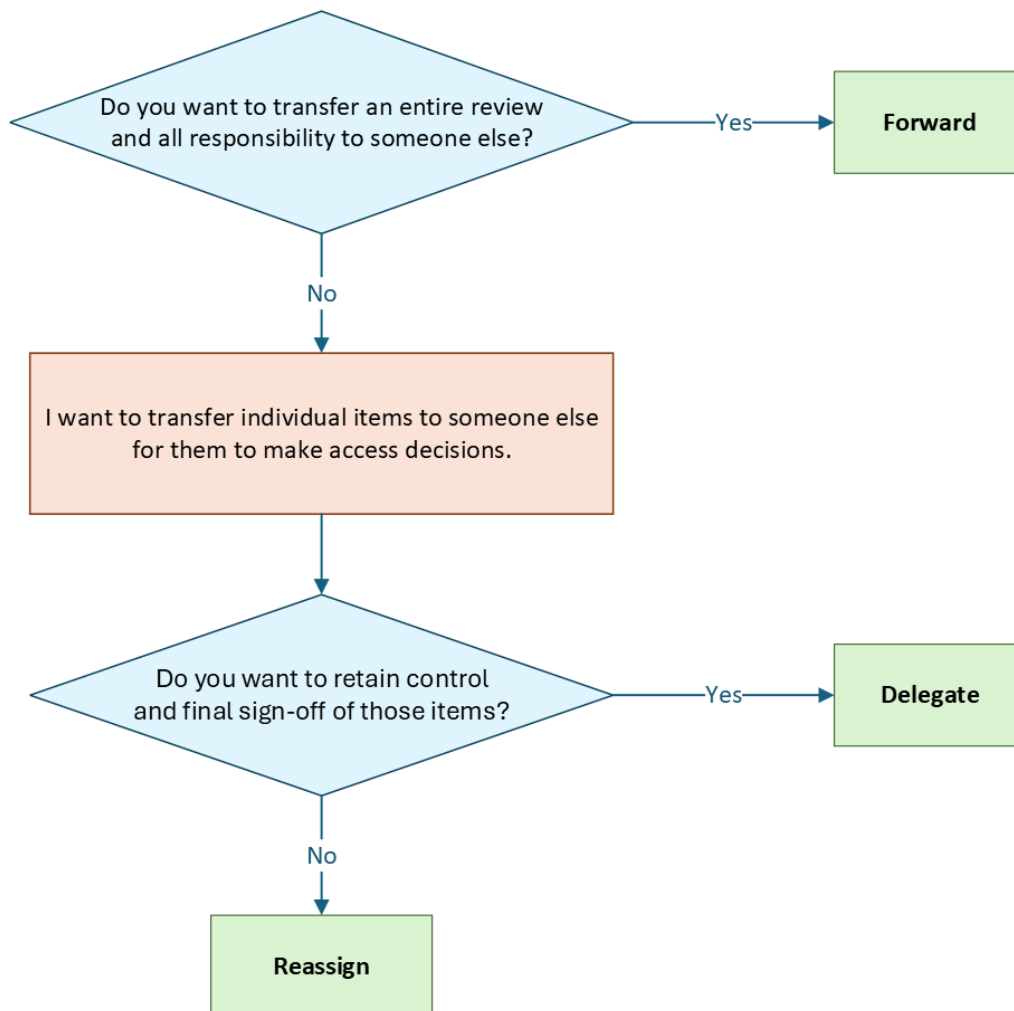 Do you want to transfer an entire review
and all responsibility to someone else?
Yes
Forward
No
I want to transfer individual items to someone else
for them to make access decisions.
Do you want to retain control
and final sign-off of those items?
Yes
Delegate
No
Reassign